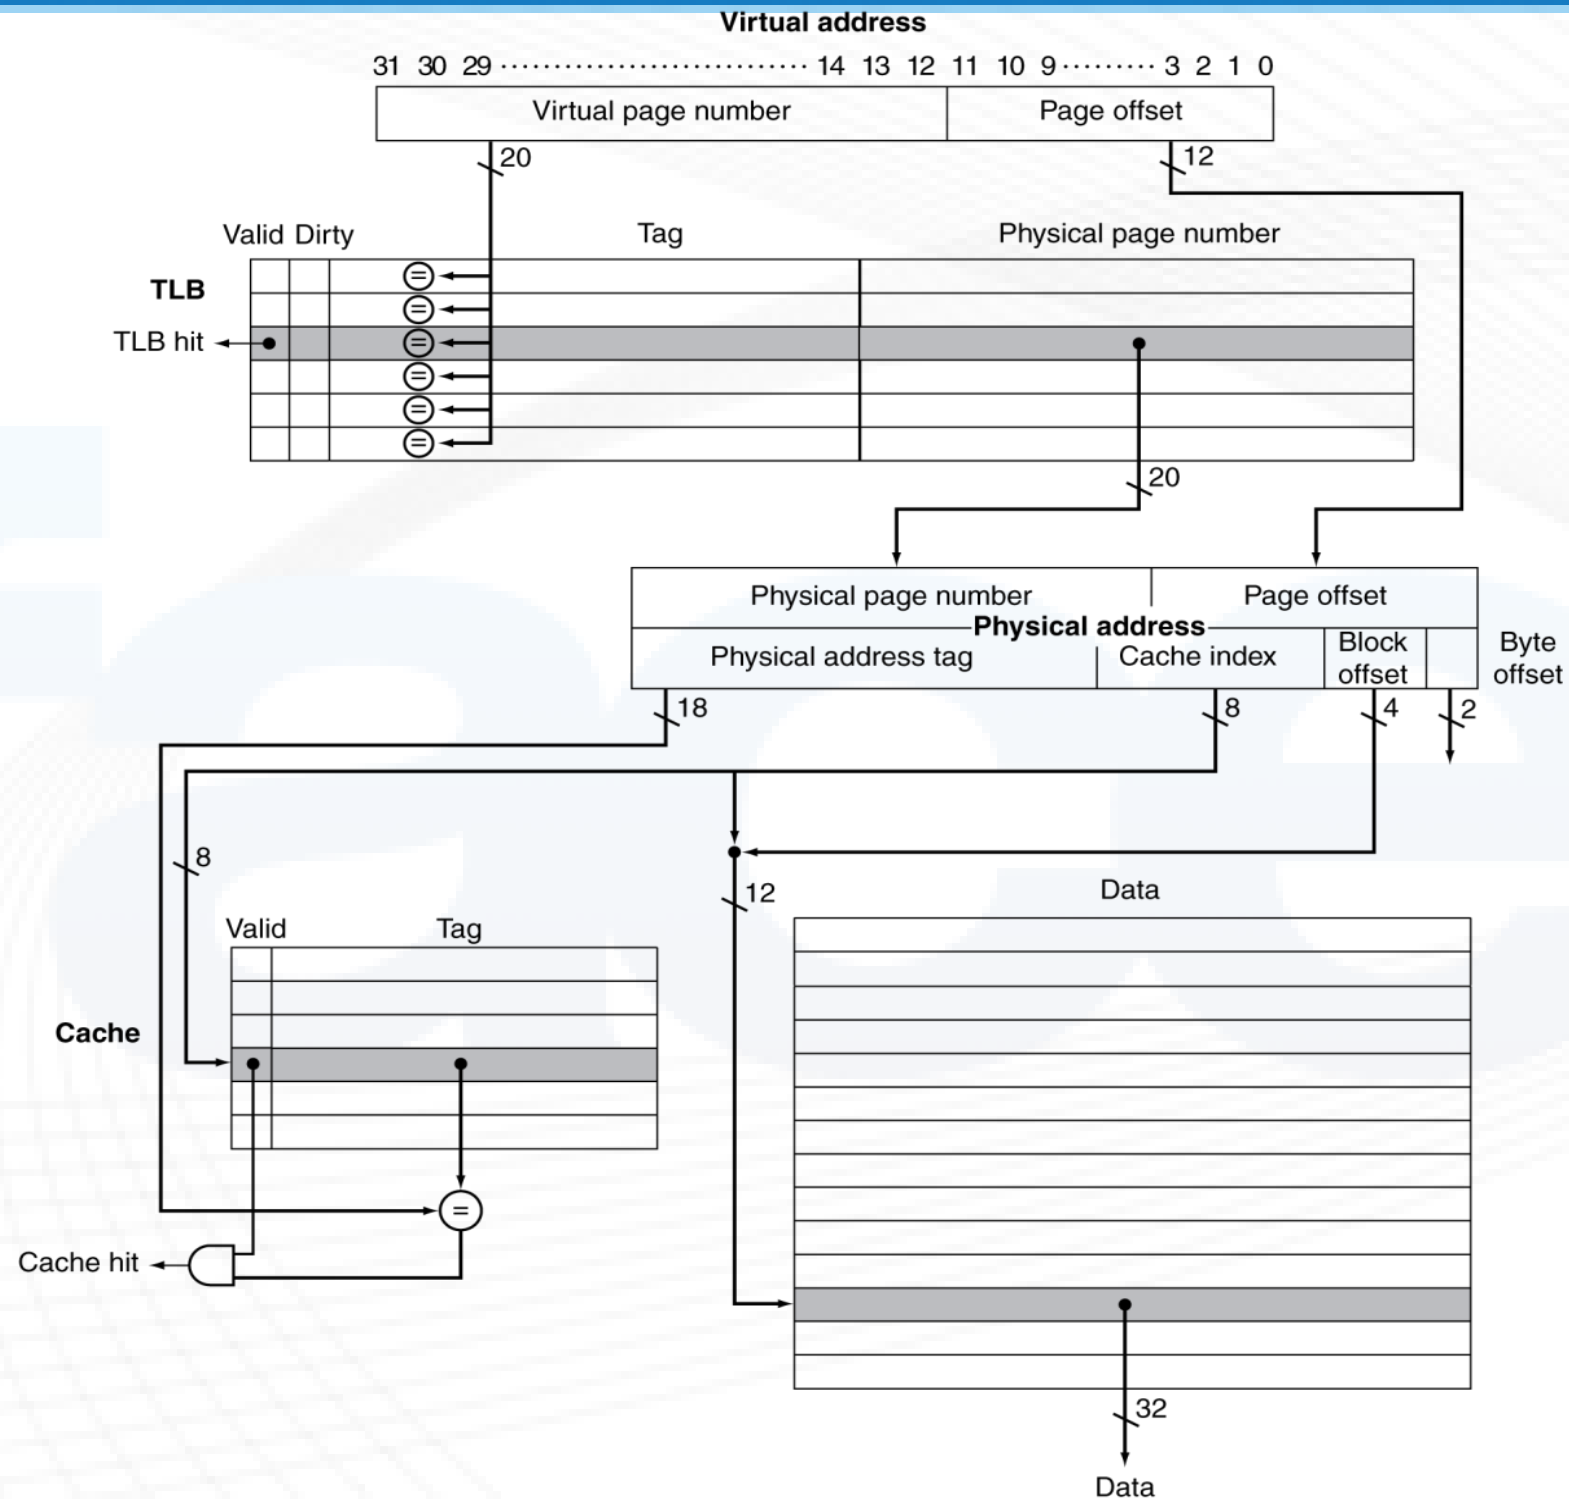 Virtual address
31 30 29 ···························· 14 13 12 11 10 9 ········· 3 2 1 0
Virtual page number Page offset
20 12
Valid Dirty Tag Physical page number
TLB
=
=
TLB hit =
=
=
=
20
Physical page number Page offset
Physical address
Physical address tag Cache index Block offset Byte offset
18 8 4 2
8
12
Data
Valid Tag
Cache
=
Cache hit
32
Data